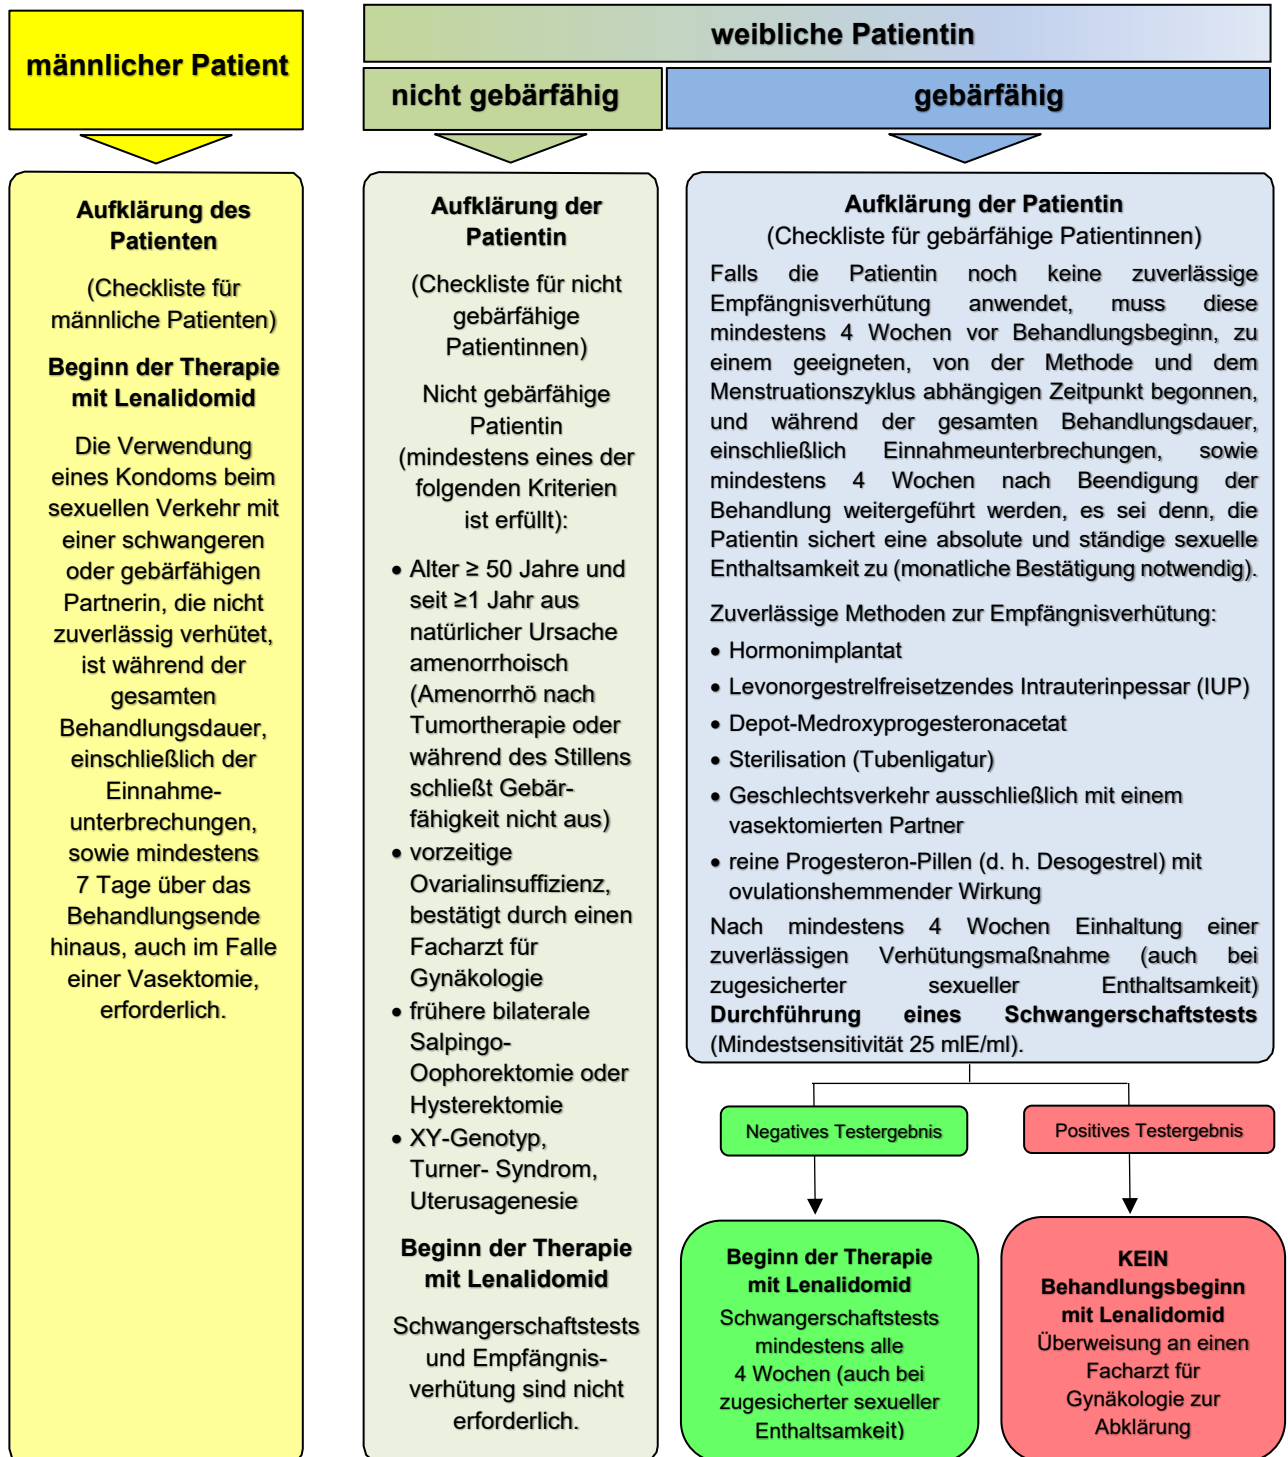 männlicher Patient
Aufklärung des
Patienten
(Checkliste für
männliche Patienten)
Beginn der Therapie
mit Lenalidomid
Die Verwendung
eines Kondoms beim
sexuellen Verkehr mit
einer schwangeren
oder gebärfähigen
Partnerin, die nicht
zuverlässig verhütet,
ist während der
gesamten
Behandlungsdauer,
einschließlich der
Einnahme-
unterbrechungen,
sowie mindestens
7 Tage über das
Behandlungsende
hinaus, auch im Falle
einer Vasektomie,
erforderlich.
weibliche Patientin
nicht gebärfähig
Aufklärung der
Patientin
(Checkliste für nicht
gebärfähige
Patientinnen)
Nicht gebärfähige
Patientin
(mindestens eines der
folgenden Kriterien
ist erfüllt):
• Alter ≥ 50 Jahre und
seit ≥1 Jahr aus
natürlicher Ursache
amenorrhoisch
(Amenorrhö nach
Tumortherapie oder
während des Stillens
schließt Gebär-
fähigkeit nicht aus)
• vorzeitige
Ovarialinsuffizienz,
bestätigt durch einen
Facharzt für
Gynäkologie
• frühere bilaterale
Salpingo-
Oophorektomie oder
Hysterektomie
• XY-Genotyp,
Turner- Syndrom,
Uterusagenesie
Beginn der Therapie
mit Lenalidomid
Schwangerschaftstests
und Empfängnis-
verhütung sind nicht
erforderlich.
gebärfähig
Aufklärung der Patientin
(Checkliste für gebärfähige Patientinnen)
Falls die Patientin noch keine zuverlässige
Empfängnisverhütung anwendet, muss diese
mindestens 4 Wochen vor Behandlungsbeginn, zu
einem geeigneten, von der Methode und dem
Menstruationszyklus abhängigen Zeitpunkt begonnen,
und während der gesamten Behandlungsdauer,
einschließlich Einnahmeunterbrechungen, sowie
mindestens 4 Wochen nach Beendigung der
Behandlung weitergeführt werden, es sei denn, die
Patientin sichert eine absolute und ständige sexuelle
Enthaltsamkeit zu (monatliche Bestätigung notwendig).
Zuverlässige Methoden zur Empfängnisverhütung:
• Hormonimplantat
• Levonorgestrelfreisetzendes Intrauterinpessar (IUP)
• Depot-Medroxyprogesteronacetat
• Sterilisation (Tubenligatur)
• Geschlechtsverkehr ausschließlich mit einem
vasektomierten Partner
• reine Progesteron-Pillen (d. h. Desogestrel) mit
ovulationshemmender Wirkung
Nach mindestens 4 Wochen Einhaltung einer
zuverlässigen Verhütungsmaßnahme (auch bei
zugesicherter sexueller Enthaltsamkeit)
Durchführung eines Schwangerschaftstests
(Mindestsensitivität 25 mIE/ml).
Negatives Testergebnis
Beginn der Therapie
mit Lenalidomid
Schwangerschaftstests
mindestens alle
4 Wochen (auch bei
zugesicherter sexueller
Enthaltsamkeit)
Positives Testergebnis
KEIN
Behandlungsbeginn
mit Lenalidomid
Überweisung an einen
Facharzt für
Gynäkologie zur
Abklärung